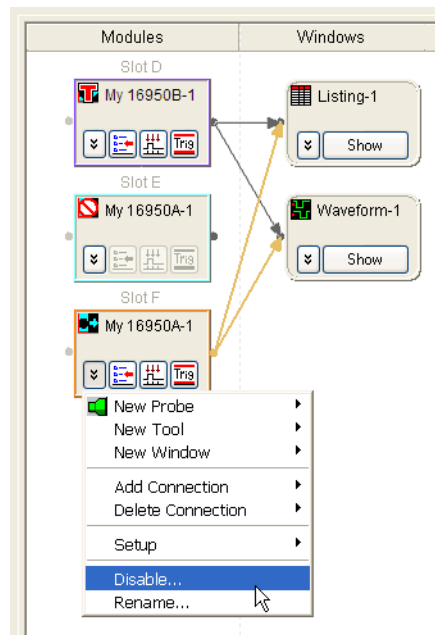 Modules
Windows
Slot D
My 16950B-1
Trig
Listing-1
Show
Slot E
My 16950A-1
Trig
Waveform-1
Show
Slot F
My 16950A-1
Trig
New Probe
New Tool
New Window
Add Connection
Delete Connection
Setup
Disable...
Rename...